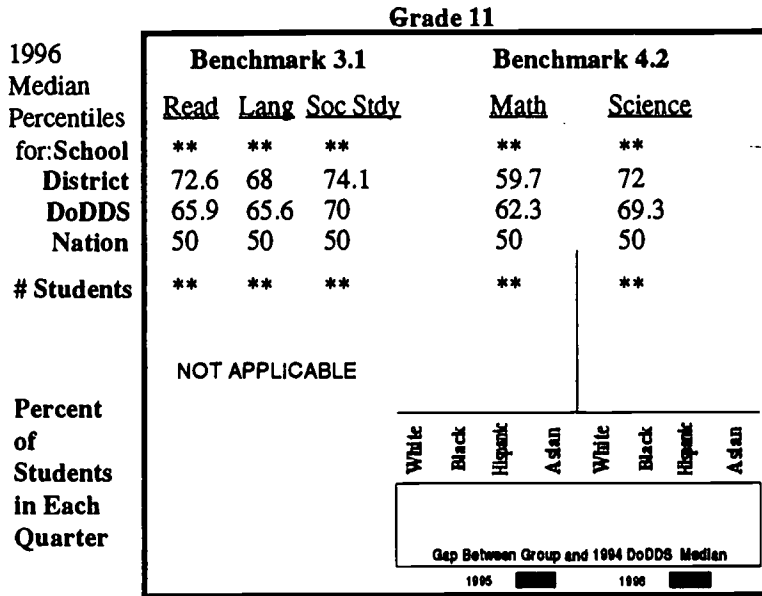 Grade 11
1996
Median
Percentiles
for:School
District
DoDDS
Nation
# Students
Benchmark 3.1 Benchmark 4.2
Read Lang Soc Stdy Math Science
** ** ** ** **
72.6 68 74.1 59.7 72
65.9 65.6 70 62.3 69.3
50 50 50 50 50
** ** ** ** **
NOT APPLICABLE
Percent
of
Students
in Each
Quarter
White Black Hispanic Asian White Black Hispanic Asian
Gap Between Group and 1994 DoDDS Median
1995 1996